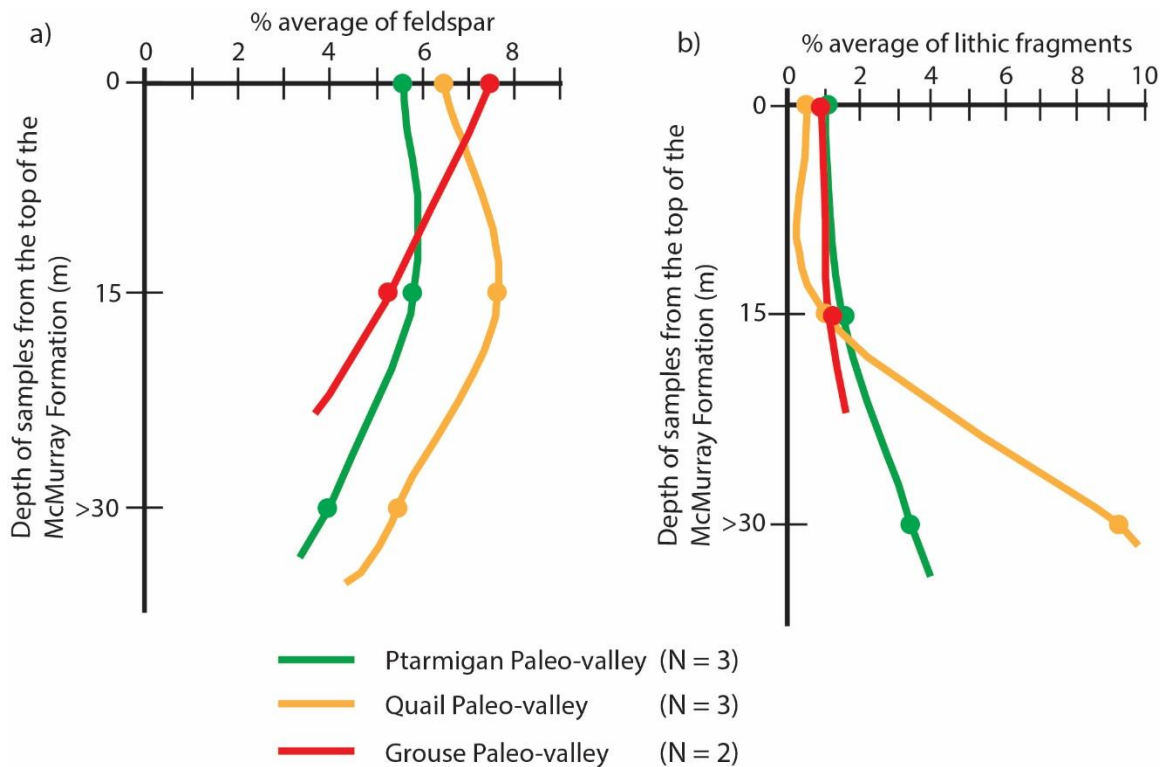 a)
% average of feldspar
0 2 4 6 8
0
15
>30
Depth of samples from the top of the
McMurray Formation (m)
b)
% average of lithic fragments
0 2 4 6 8 10
0
15
>30
Depth of samples from the top of the
McMurray Formation (m)
Ptarmigan Paleo-valley (N = 3)
Quail Paleo-valley (N = 3)
Grouse Paleo-valley (N = 2)